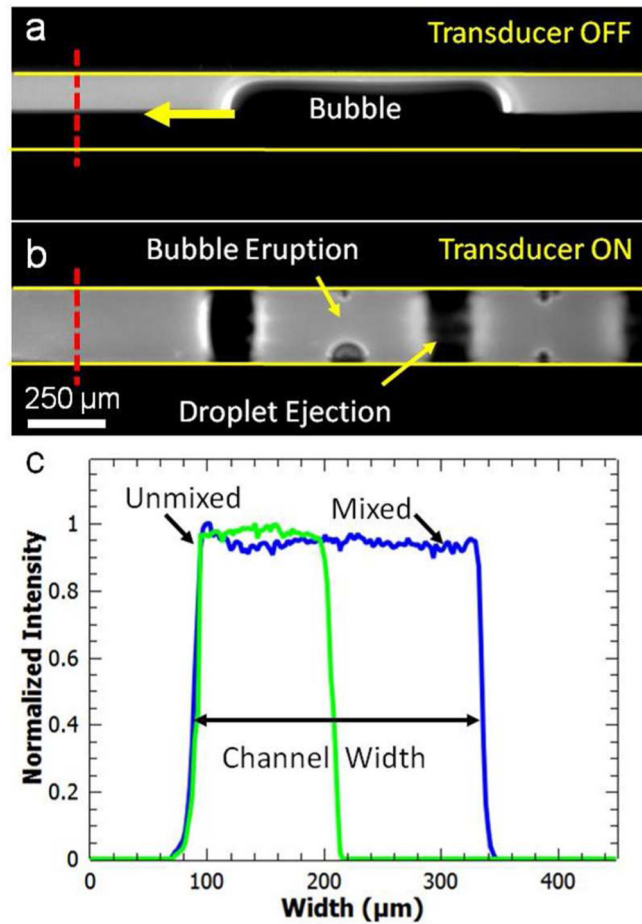 a
Transducer OFF
Bubble
b
Bubble Eruption
Transducer ON
250 µm
Droplet Ejection
c
Unmixed
Mixed
1
0.8
0.6
0.4
0.2
0
Channel Width
Normalized Intensity
0 100 200 300 400
Width (µm)